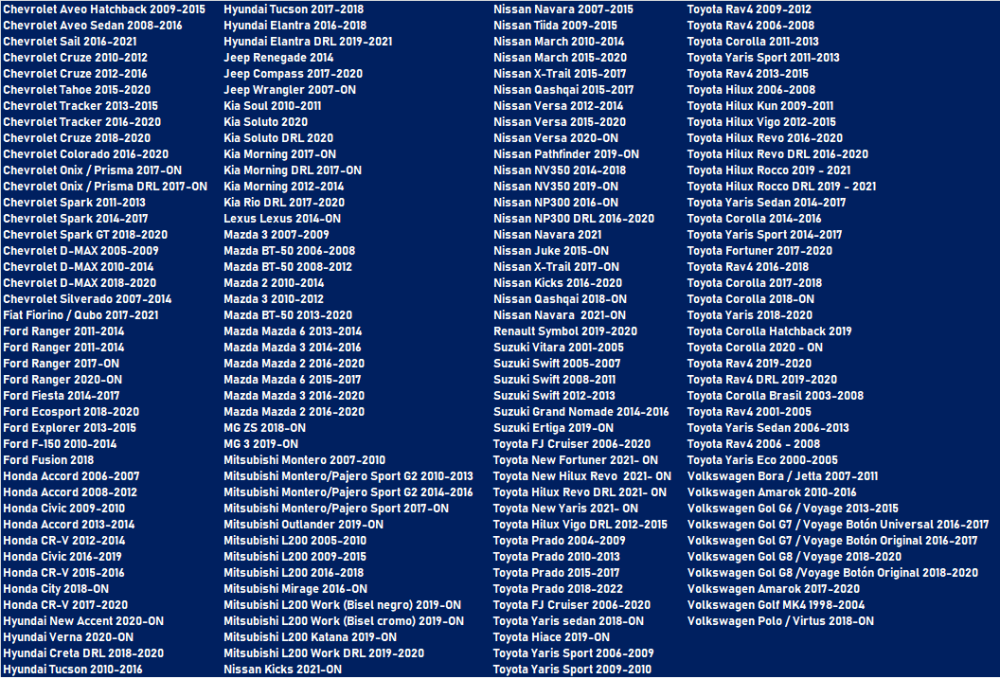 Chevrolet Aveo Hatchback 2009-2015
Chevrolet Aveo Sedan 2008-2016
Chevrolet Sail 2016-2021
Chevrolet Cruze 2010-2012
Chevrolet Cruze 2012-2016
Chevrolet Tahoe 2015-2020
Chevrolet Tracker 2013-2015
Chevrolet Tracker 2016-2020
Chevrolet Cruze 2018-2020
Chevrolet Colorado 2016-2020
Chevrolet Onix / Prisma 2017-ON
Chevrolet Onix / Prisma DRL 2017-ON
Chevrolet Spark 2011-2013
Chevrolet Spark 2014-2017
Chevrolet Spark GT 2018-2020
Chevrolet D-MAX 2005-2009
Chevrolet D-MAX 2010-2014
Chevrolet D-MAX 2018-2020
Chevrolet Silverado 2007-2014
Fiat Fiorino / Qubo 2017-2021
Ford Ranger 2011-2014
Ford Ranger 2011-2014
Ford Ranger 2017-ON
Ford Ranger 2020-ON
Ford Fiesta 2014-2017
Ford Ecosport 2018-2020
Ford Explorer 2013-2015
Ford F-150 2010-2014
Ford Fusion 2018
Honda Accord 2006-2007
Honda Accord 2008-2012
Honda Civic 2009-2010
Honda Accord 2013-2014
Honda CR-V 2012-2014
Honda Civic 2016-2019
Honda CR-V 2015-2016
Honda City 2018-ON
Honda CR-V 2017-2020
Hyundai New Accent 2020-ON
Hyundai Verna 2020-ON
Hyundai Creta DRL 2018-2020
Hyundai Tucson 2010-2016
Hyundai Tucson 2017-2018
Hyundai Elantra 2016-2018
Hyundai Elantra DRL 2019-2021
Jeep Renegade 2014
Jeep Compass 2017-2020
Jeep Wrangler 2007-ON
Kia Soul 2010-2011
Kia Soluto 2020
Kia Soluto DRL 2020
Kia Morning 2017-ON
Kia Morning DRL 2017-ON
Kia Morning 2012-2014
Kia Rio DRL 2017-2020
Lexus Lexus 2014-ON
Mazda 3 2007-2009
Mazda BT-50 2006-2008
Mazda BT-50 2008-2012
Mazda 2 2010-2014
Mazda 3 2010-2012
Mazda BT-50 2013-2020
Mazda Mazda 6 2013-2014
Mazda Mazda 3 2014-2016
Mazda Mazda 2 2016-2020
Mazda Mazda 6 2015-2017
Mazda Mazda 3 2016-2020
Mazda Mazda 2 2016-2020
MG ZS 2018-ON
MG 3 2019-ON
Mitsubishi Montero 2007-2010
Mitsubishi Montero/Pajero Sport G2 2010-2013
Mitsubishi Montero/Pajero Sport G2 2014-2016
Mitsubishi Montero/Pajero Sport 2017-ON
Mitsubishi Outlander 2019-ON
Mitsubishi L200 2005-2010
Mitsubishi L200 2009-2015
Mitsubishi L200 2016-2018
Mitsubishi Mirage 2016-ON
Mitsubishi L200 Work (Bisel negro) 2019-ON
Mitsubishi L200 Work (Bisel cromo) 2019-ON
Mitsubishi L200 Katana 2019-ON
Mitsubishi L200 Work DRL 2019-2020
Nissan Kicks 2021-ON
Nissan Navara 2007-2015
Nissan Tiida 2009-2015
Nissan March 2010-2014
Nissan March 2015-2020
Nissan X-Trail 2015-2017
Nissan Qashqai 2015-2017
Nissan Versa 2012-2014
Nissan Versa 2015-2020
Nissan Versa 2020-ON
Nissan Pathfinder 2019-ON
Nissan NV350 2014-2018
Nissan NV350 2019-ON
Nissan NP300 2016-ON
Nissan NP300 DRL 2016-2020
Nissan Navara 2021
Nissan Juke 2015-ON
Nissan X-Trail 2017-ON
Nissan Kicks 2016-2020
Nissan Qashqai 2018-ON
Nissan Navara  2021-ON
Renault Symbol 2019-2020
Suzuki Vitara 2001-2005
Suzuki Swift 2005-2007
Suzuki Swift 2008-2011
Suzuki Swift 2012-2013
Suzuki Grand Nomade 2014-2016
Suzuki Ertiga 2019-ON
Toyota FJ Cruiser 2006-2020
Toyota New Fortuner 2021- ON
Toyota New Hilux Revo  2021- ON
Toyota Hilux Revo DRL 2021- ON
Toyota New Yaris 2021- ON
Toyota Hilux Vigo DRL 2012-2015
Toyota Prado 2004-2009
Toyota Prado 2010-2013
Toyota Prado 2015-2017
Toyota Prado 2018-2022
Toyota FJ Cruiser 2006-2020
Toyota Yaris sedan 2018-ON
Toyota Hiace 2019-ON
Toyota Yaris Sport 2006-2009
Toyota Yaris Sport 2009-2010
Toyota Rav4 2009-2012
Toyota Rav4 2006-2008
Toyota Corolla 2011-2013
Toyota Yaris Sport 2011-2013
Toyota Rav4 2013-2015
Toyota Hilux 2006-2008
Toyota Hilux Kun 2009-2011
Toyota Hilux Vigo 2012-2015
Toyota Hilux Revo 2016-2020
Toyota Hilux Revo DRL 2016-2020
Toyota Hilux Rocco 2019 - 2021
Toyota Hilux Rocco DRL 2019 - 2021
Toyota Yaris Sedan 2014-2017
Toyota Corolla 2014-2016
Toyota Yaris Sport 2014-2017
Toyota Fortuner 2017-2020
Toyota Rav4 2016-2018
Toyota Corolla 2017-2018
Toyota Corolla 2018-ON
Toyota Yaris 2018-2020
Toyota Corolla Hatchback 2019
Toyota Corolla 2020 - ON
Toyota Rav4 2019-2020
Toyota Rav4 DRL 2019-2020
Toyota Corolla Brasil 2003-2008
Toyota Rav4 2001-2005
Toyota Yaris Sedan 2006-2013
Toyota Rav4 2006 - 2008
Toyota Yaris Eco 2000-2005
Volkswagen Bora / Jetta 2007-2011
Volkswagen Amarok 2010-2016
Volkswagen Gol G6 / Voyage 2013-2015
Volkswagen Gol G7 / Voyage Botón Universal 2016-2017
Volkswagen Gol G7 / Voyage Botón Original 2016-2017
Volkswagen Gol G8 / Voyage 2018-2020
Volkswagen Gol G8 /Voyage Botón Original 2018-2020
Volkswagen Amarok 2017-2020
Volkswagen Golf MK4 1998-2004
Volkswagen Polo / Virtus 2018-ON